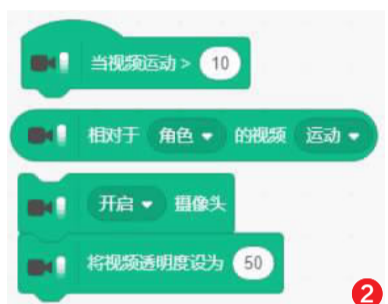 当视频运动 > 10
相对于 角色 的视频 运动
开启 摄像头
将视频透明度设为 50
2